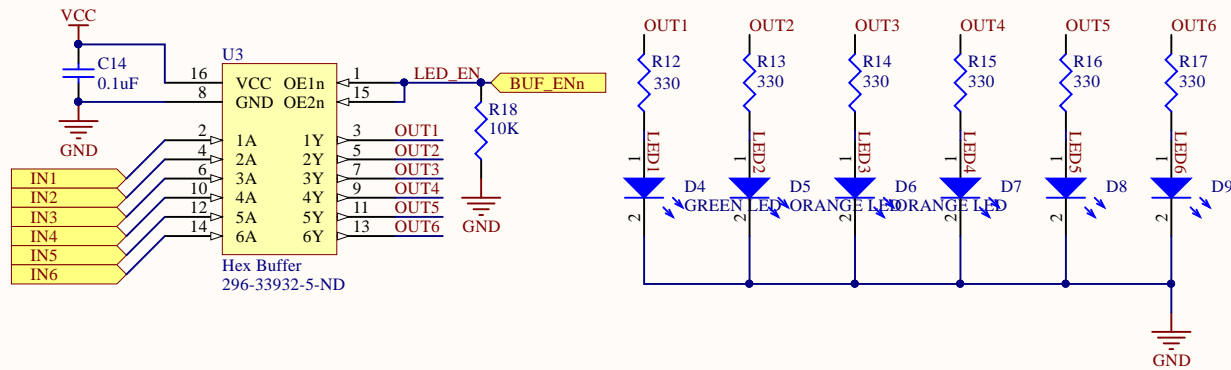 VCC
C14
0.1uF
GND
U3
16 VCC OE1n 1
8 GND OE2n 15
2 1A 1Y 3 OUT1
4 2A 2Y 5 OUT2
6 3A 3Y 7 OUT3
10 4A 4Y 9 OUT4
12 5A 5Y 11 OUT5
14 6A 6Y 13 OUT6
Hex Buffer
296-33932-5-ND
IN1
IN2
IN3
IN4
IN5
IN6
LED_EN
BUF_ENn
R18
10K
GND
OUT1 OUT2 OUT3 OUT4 OUT5 OUT6
R12 R13 R14 R15 R16 R17
330 330 330 330 330 330
LED1 LED2 LED3 LED4 LED5 LED6
1 1 1 1 1 1
D4 D5 D6 D7 D8 D9
GREEN LED ORANGE LED ORANGE LED
2 2 2 2 2 2
GND